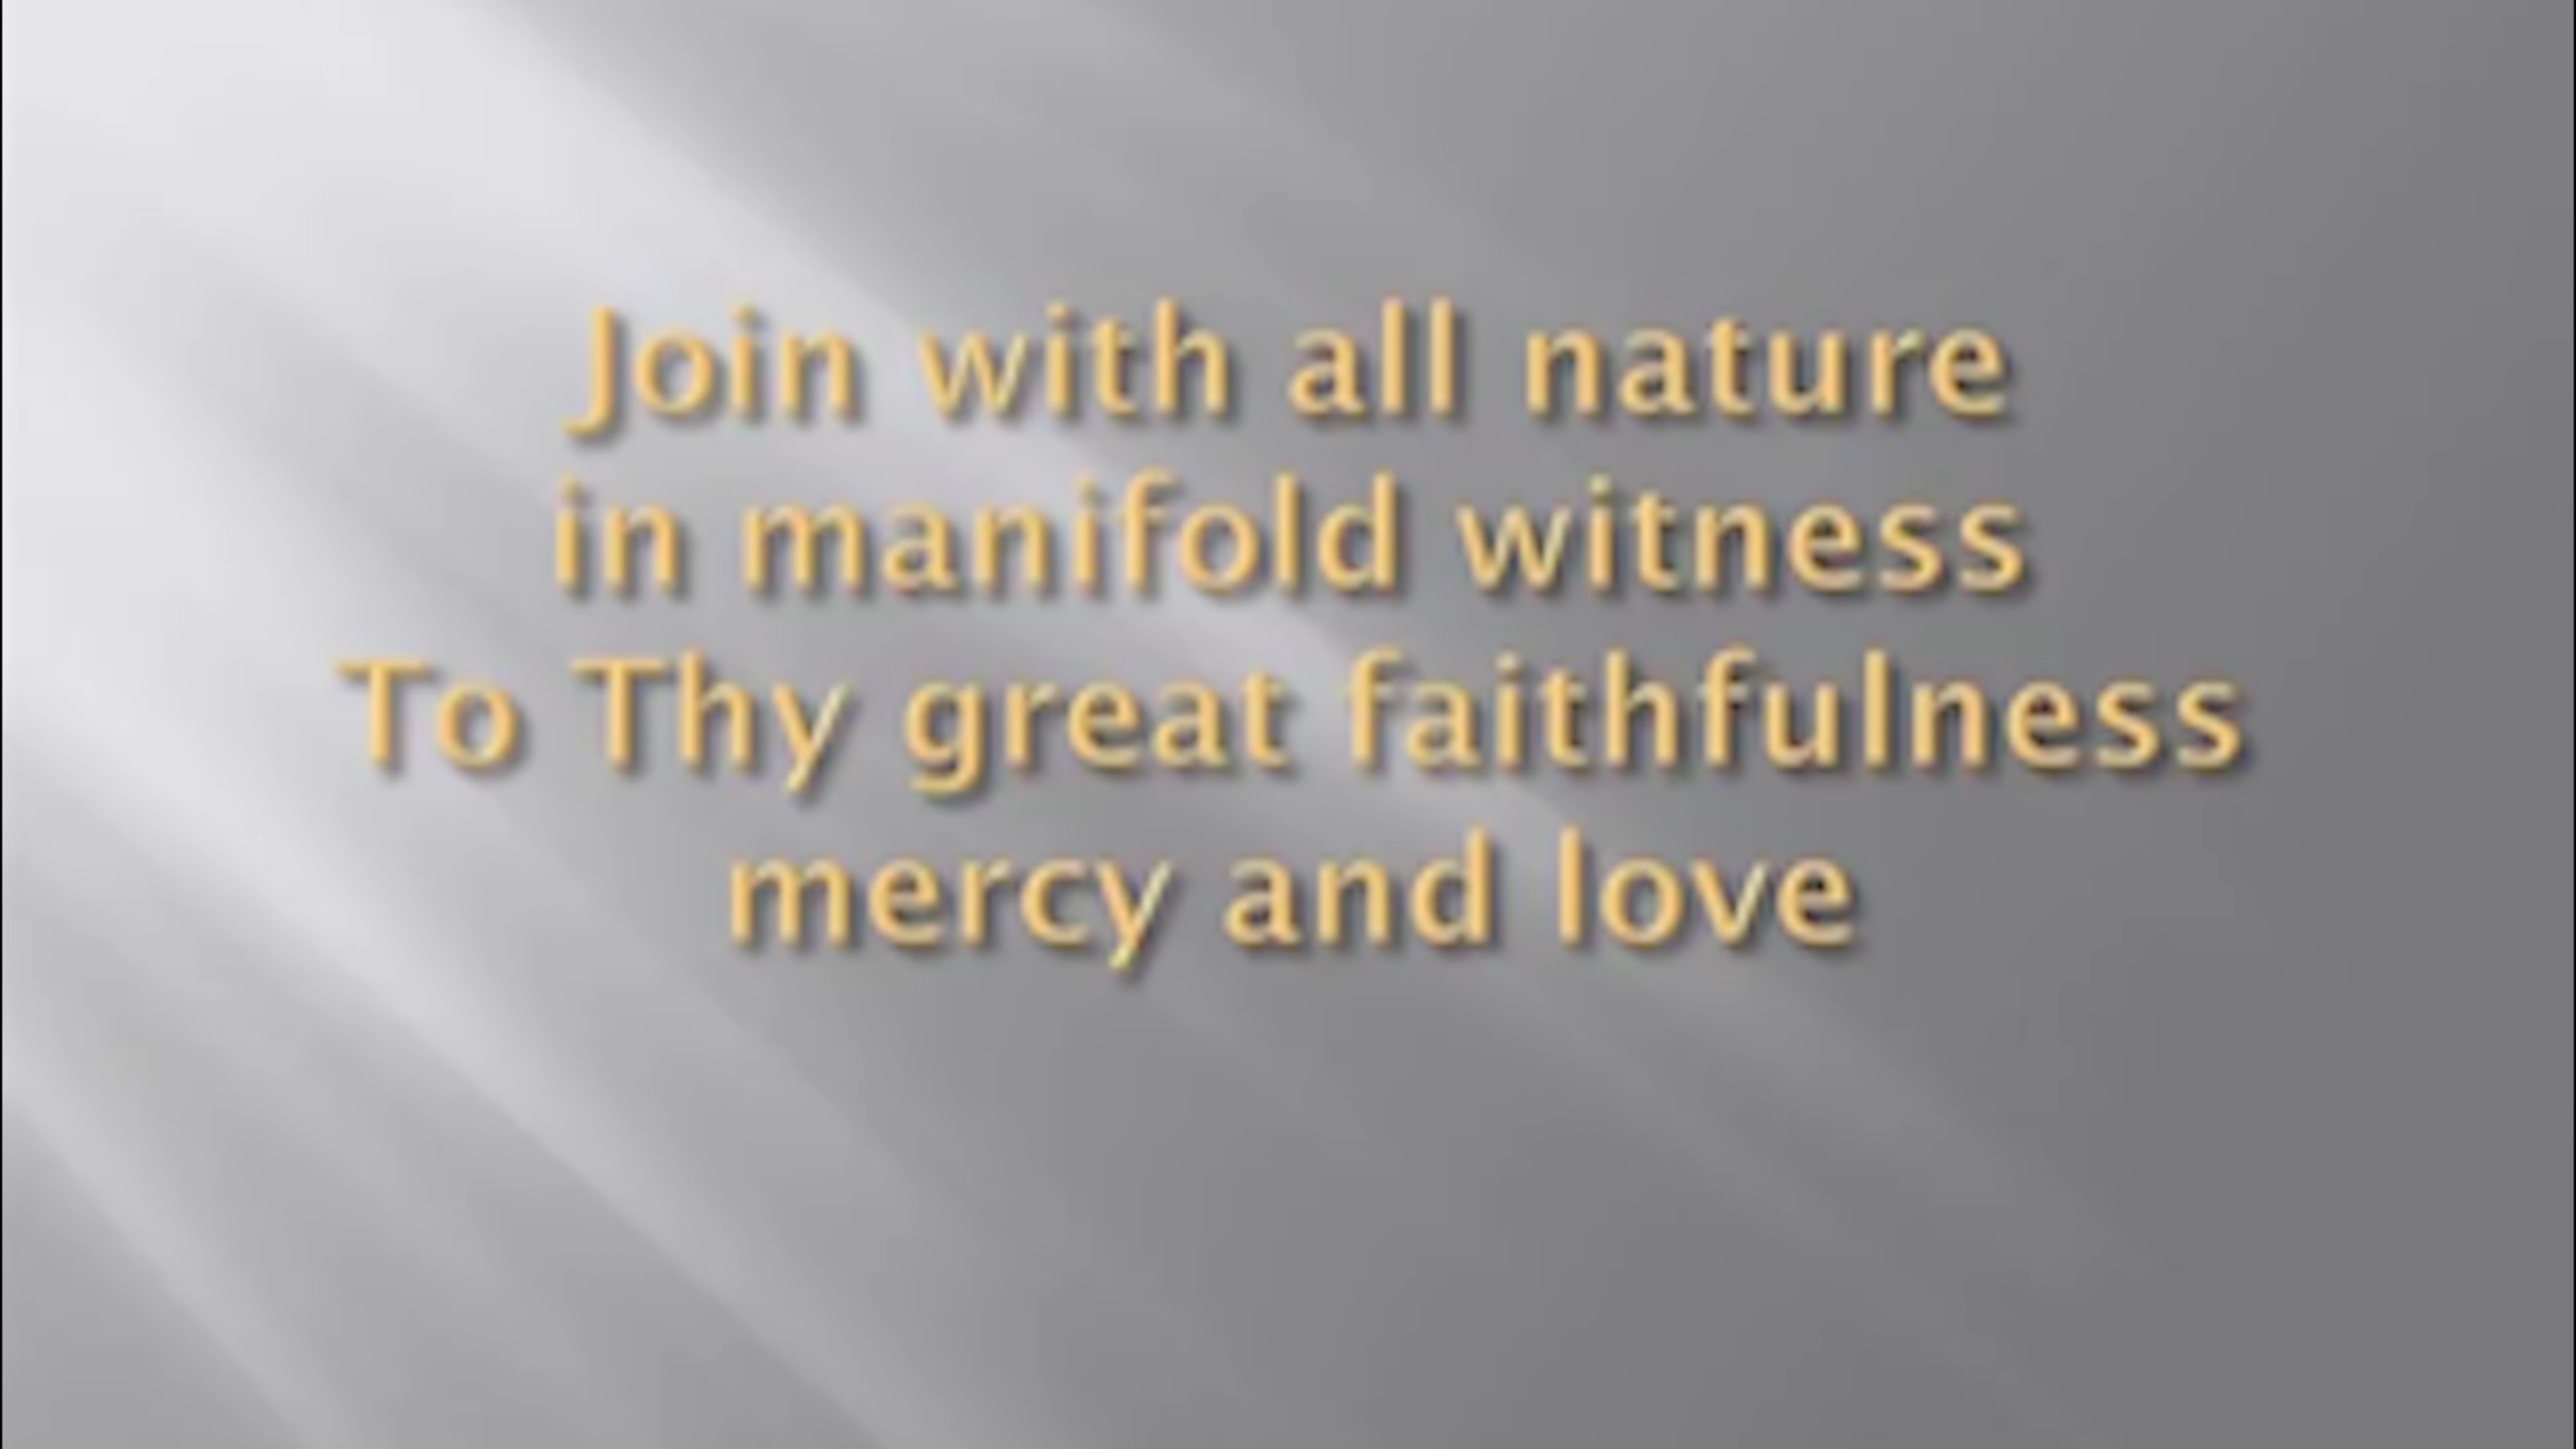 Join with all nature
in manifold witness
To Thy great faithfulness
mercy and love